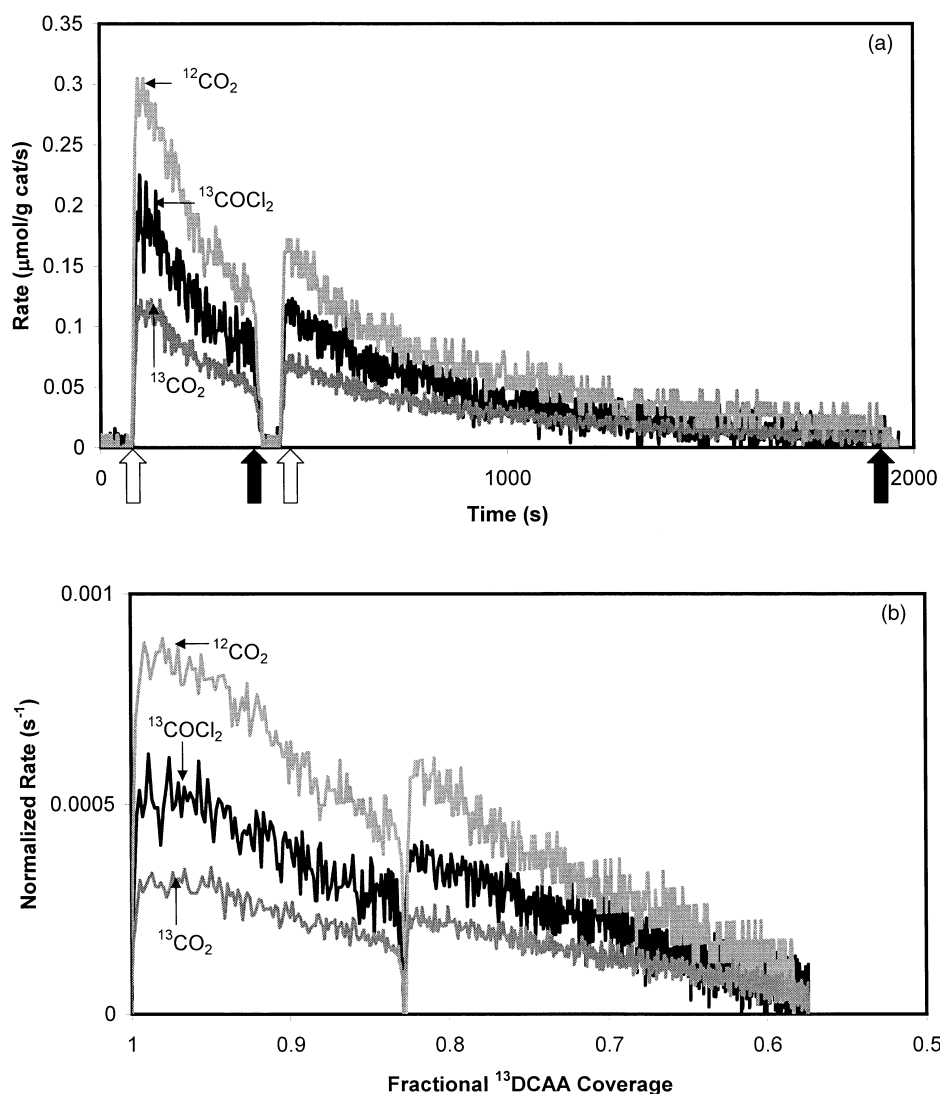 (a)
0.35
0.3
0.25
0.2
0.15
0.1
0.05
0
Rate (μmol/g cat/s)
¹²CO₂
¹³COCl₂
¹³CO₂
0
1000
2000
Time (s)
(b)
0.001
0.0005
0
Normalized Rate (s⁻¹)
¹²CO₂
¹³COCl₂
¹³CO₂
1
0.9
0.8
0.7
0.6
0.5
Fractional ¹³DCAA Coverage